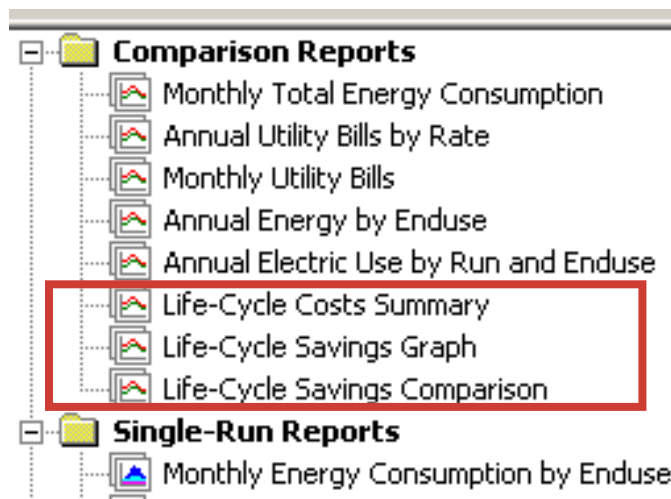 Comparison Reports
Monthly Total Energy Consumption
Annual Utility Bills by Rate
Monthly Utility Bills
Annual Energy by Enduse
Annual Electric Use by Run and Enduse
Life-Cycle Costs Summary
Life-Cycle Savings Graph
Life-Cycle Savings Comparison
Single-Run Reports
Monthly Energy Consumption by Enduse